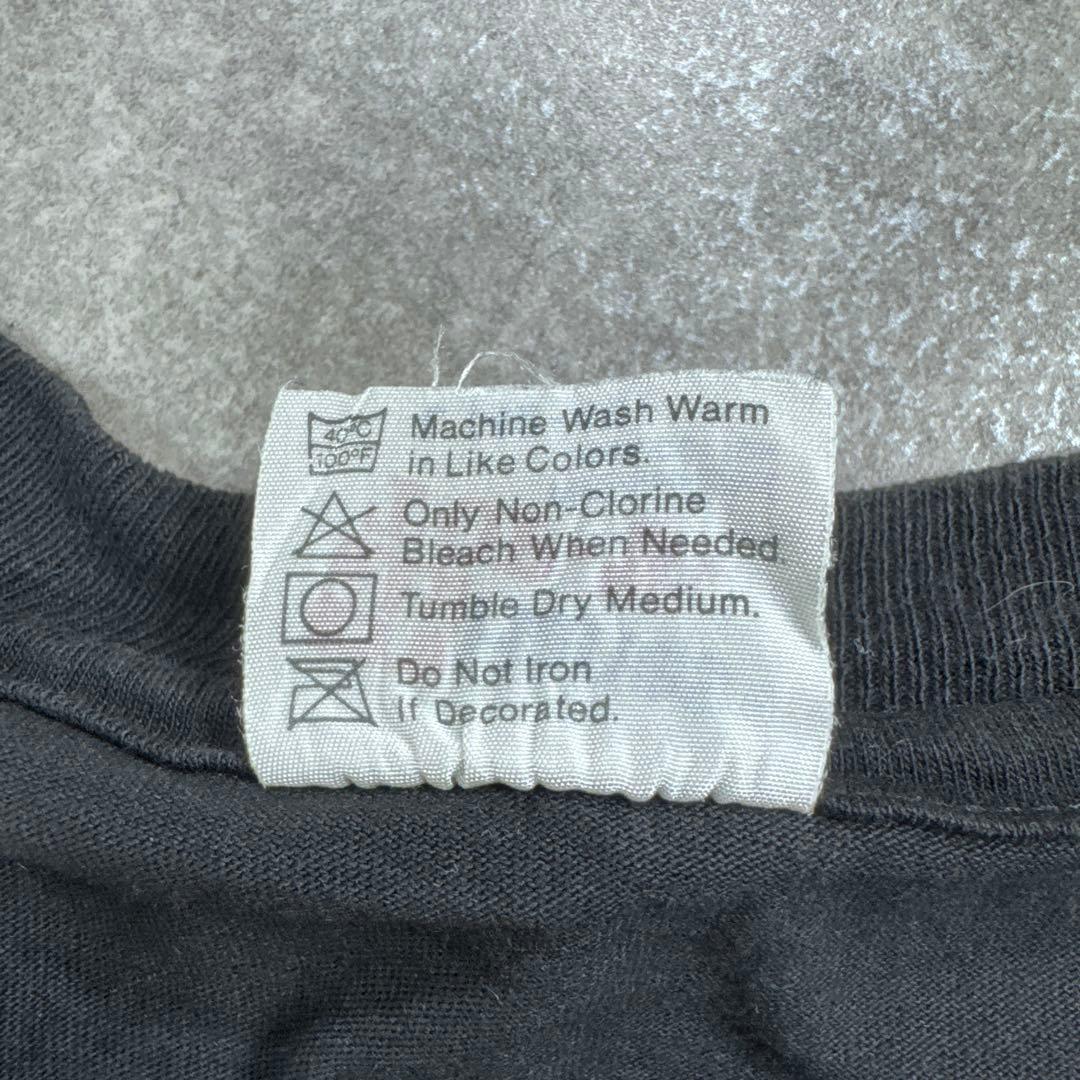 40°C
100°F
Machine Wash Warm
in Like Colors.
Only Non-Clorine
Bleach When Needed
Tumble Dry Medium.
Do Not Iron
If Decorated.